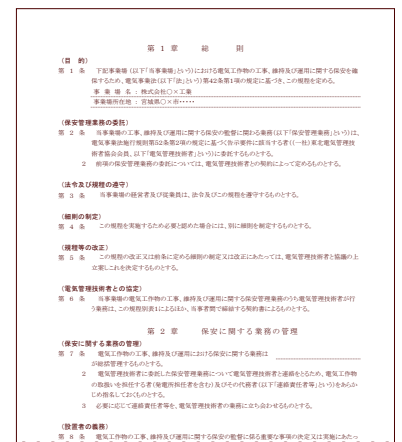 第 1 章 総 則
(目 的)
第 1 条 下記事業場(以下「当事業場」という)における電気工作物の工事、維持及び運用に関する保安を確
保するため、電気事業法(以下「法」という)第42条第1項の規定に基づき、この規程を定める。
事 業 場 名 : 株式会社〇×工業
事業場所在地 : 宮城県〇×市・・・・・
(保安管理業務の委託)
第 2 条 当事業場の工事、維持及び運用に関する保安の監督に関わる業務(以下「保安管理業務」という)は、
電気事業法施行規則第52条第2項の規定に基づく告示要件に該当する者((一社)東北電気管理技
術者協会会員、以下「電気管理技術者」という)に委託するものとする。
2 前項の保安管理業務の委託については、電気管理技術者との契約によって定めるものとする。
(法令及び規程の遵守)
第 3 条 当事業場の経営者及び従業員は、法令及びこの規程を遵守するものとする。
(細則の制定)
第 4 条 この規程を実施するため必要と認めた場合には、別に細則を制定するものとする。
(規程等の改正)
第 5 条 この規程の改正又は前条に定める細則の制定又は改正にあたっては、電気管理技術者と協議の上
立案しこれを決定するものとする。
(電気管理技術者との協定)
第 6 条 当事業場の電気工作物の工事、維持及び運用に関する保安管理業務のうち電気管理技術者が行
う業務は、この規程別表1によるほか、当事者間で締結する契約書によるものとする。
第 2 章 保安に関する業務の管理
(保安に関する業務の管理)
第 7 条 電気工作物の工事、維持及び運用における保安に関する業務は
が総括管理するものとする。
2 電気管理技術者に委託した保安管理業務について電気管理技術者と連絡をとるため、電気工作物
の取扱いを担任する者(発電所担任者を含む)及びその代務者(以下「連絡責任者等」という)をあらか
じめ指名しておくものとする。
3 必要に応じて連絡責任者等を、電気管理技術者の業務に立ち会わせるものとする。
(設置者の義務)
第 8 条 電気工作物の工事、維持及び運用に関する保安の監督に係る重要な事項の決定又は実施にあたっ